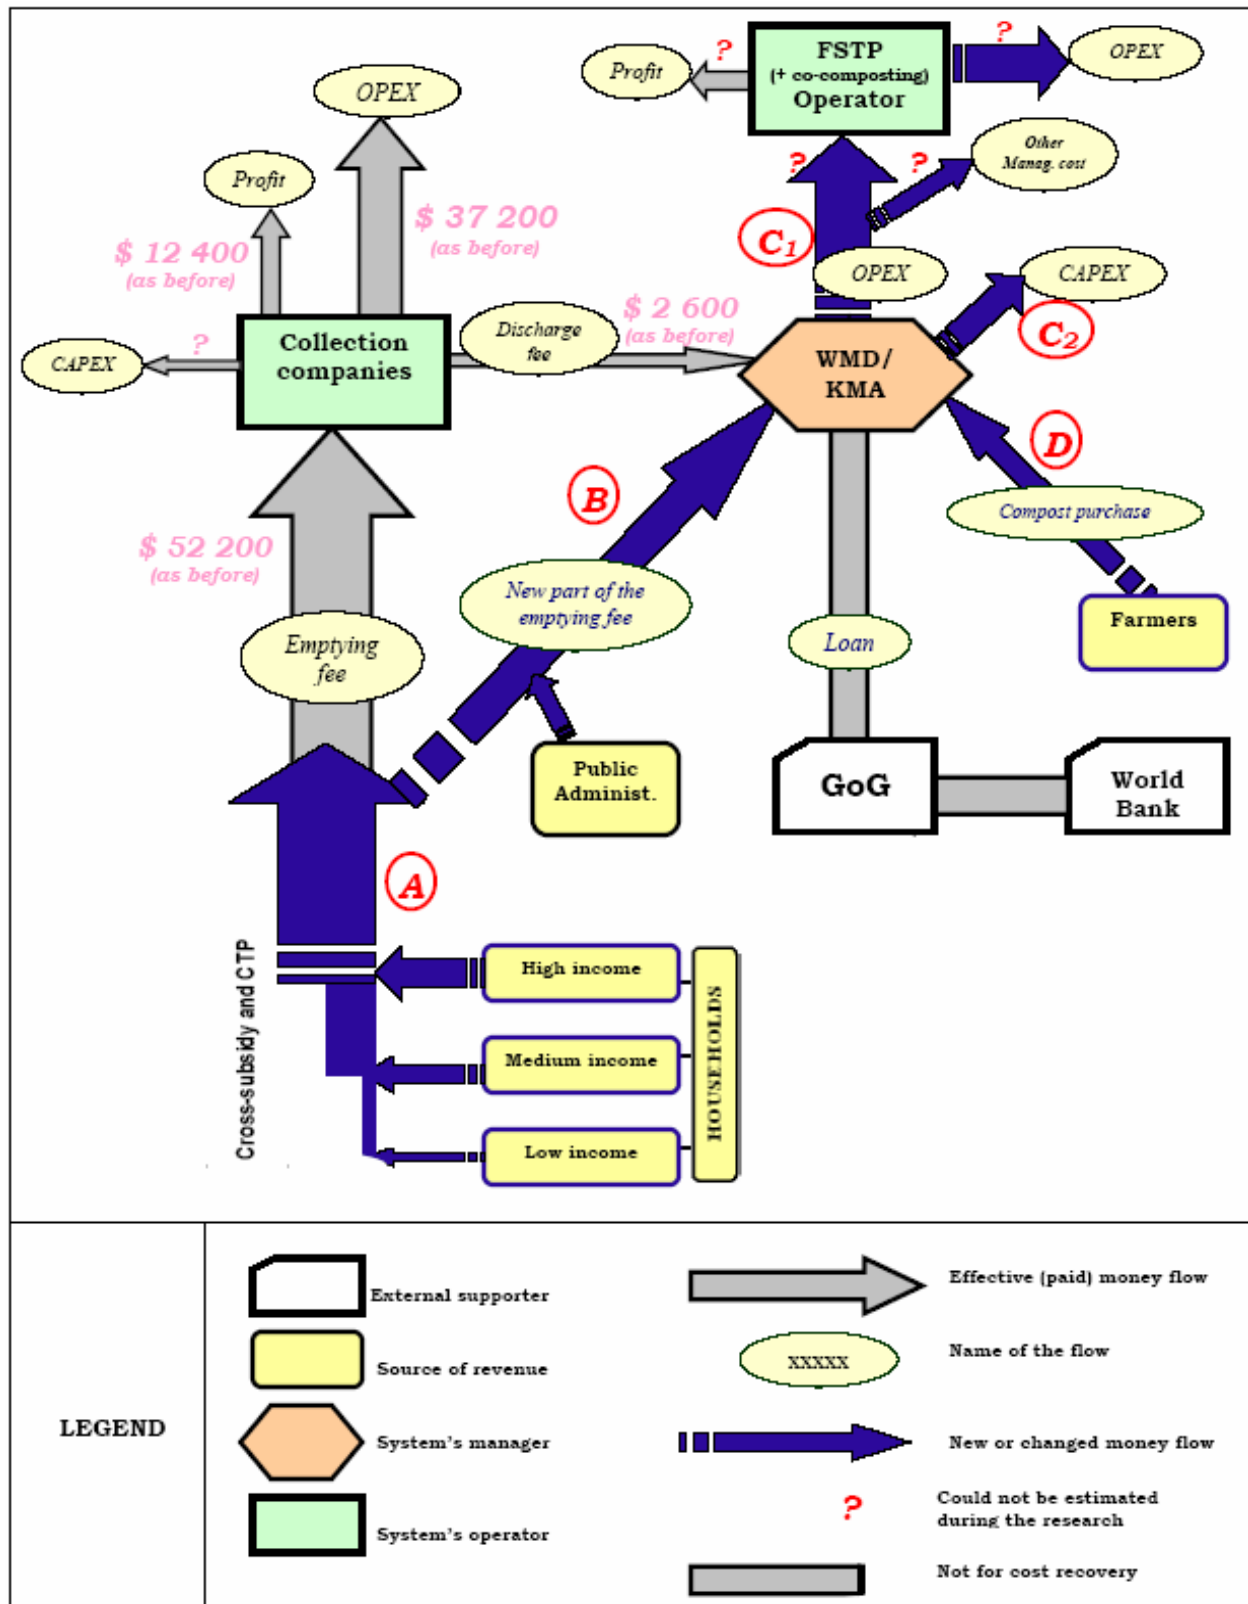 FSTP
(+ co-composting)
Operator
?
Profit
?
OPEX
OPEX
Other
Manag. cost
Profit
?
?
$ 37 200
(as before)
$ 12 400
(as before)
C1
OPEX
CAPEX
C2
$ 2 600
(as before)
Discharge
fee
?
CAPEX
Collection
companies
WMD/
KMA
D
B
Compost purchase
$ 52 200
(as before)
New part of the
emptying fee
Farmers
Emptying
fee
Loan
Public
Administ.
GoG
World
Bank
A
Cross-subsidy and CTP
High income
Medium income
Low income
HOUSEHOLDS
LEGEND
External supporter
Source of revenue
System's manager
System's operator
Effective (paid) money flow
xxxxx
Name of the flow
New or changed money flow
?
Could not be estimated
during the research
Not for cost recovery